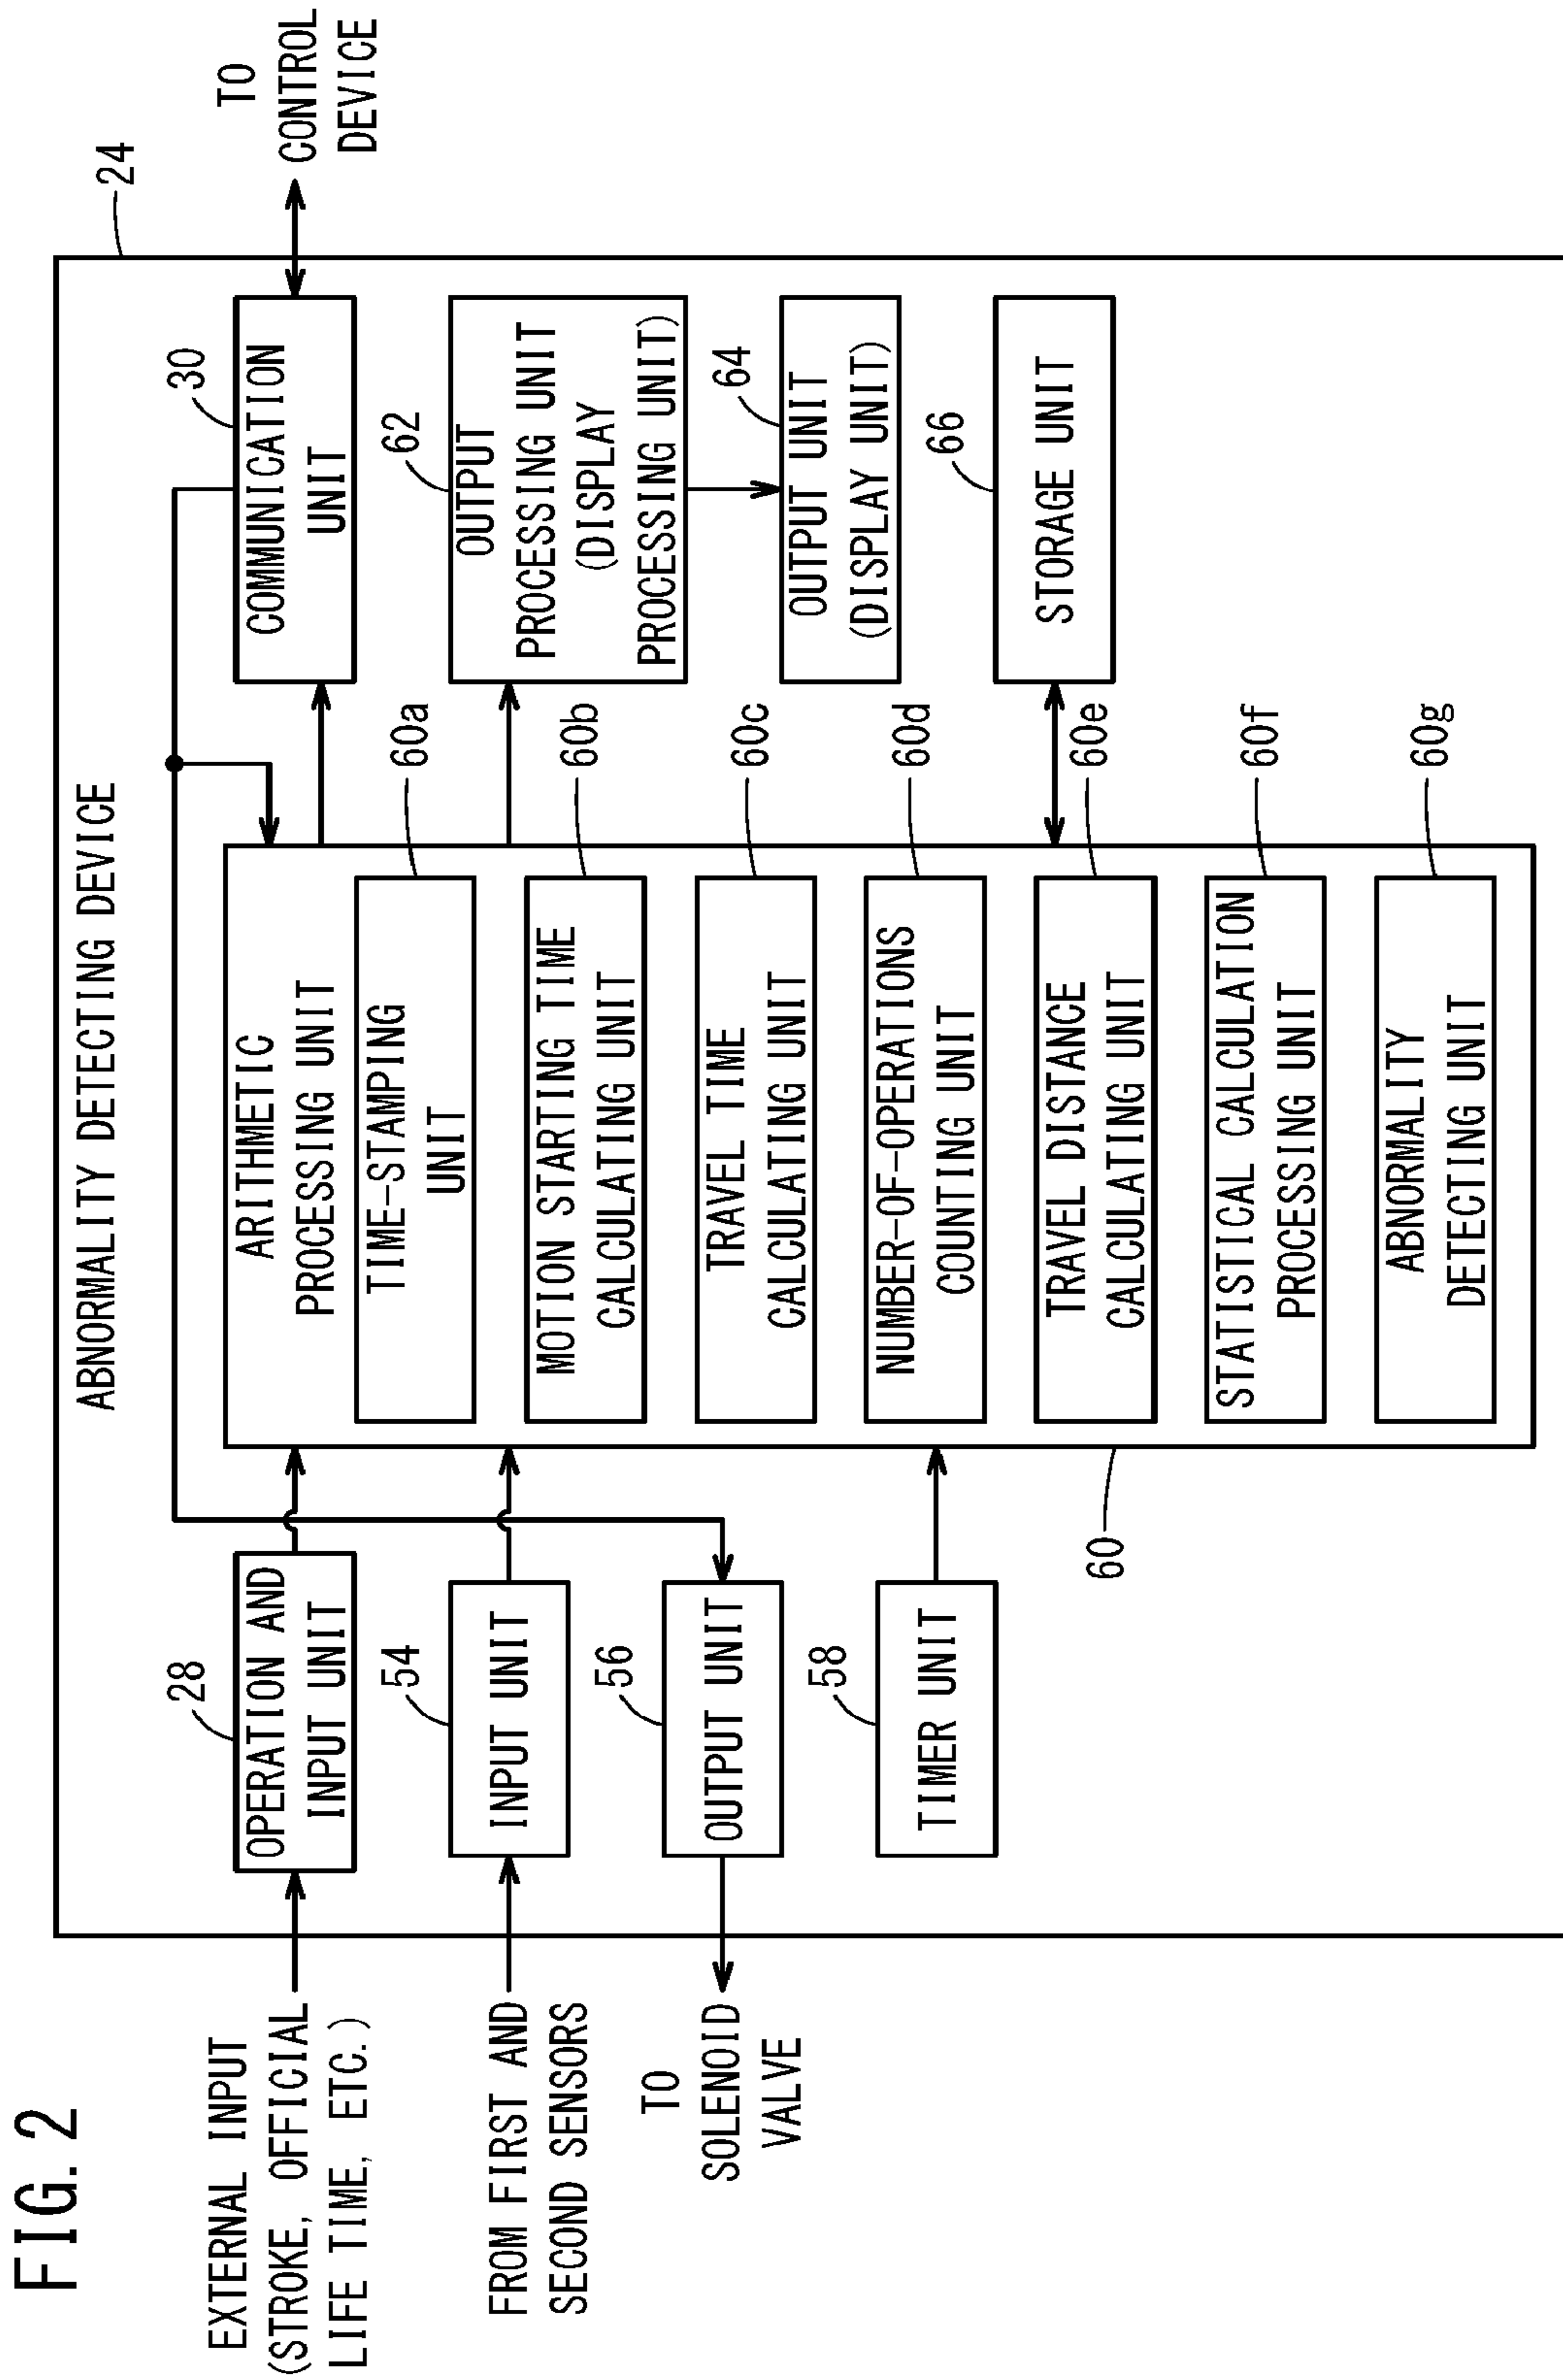 FIG. 2
ABNORMALITY DETECTING DEVICE
24
EXTERNAL INPUT
(STROKE, OFFICIAL
LIFE TIME, ETC.)
28
OPERATION AND
INPUT UNIT
FROM FIRST AND
SECOND SENSORS
54
INPUT UNIT
TO
SOLENOID
VALVE
56
OUTPUT UNIT
58
TIMER UNIT
60
ARITHMETIC
PROCESSING UNIT
TIME-STAMPING
UNIT
60a
MOTION STARTING TIME
CALCULATING UNIT
60b
TRAVEL TIME
CALCULATING UNIT
60c
NUMBER-OF-OPERATIONS
COUNTING UNIT
60d
TRAVEL DISTANCE
CALCULATING UNIT
60e
STATISTICAL CALCULATION
PROCESSING UNIT
60f
ABNORMALITY
DETECTING UNIT
60g
30
COMMUNICATION
UNIT
TO
CONTROL
DEVICE
62
OUTPUT
PROCESSING UNIT
(DISPLAY
PROCESSING UNIT)
64
OUTPUT UNIT
(DISPLAY UNIT)
66
STORAGE UNIT